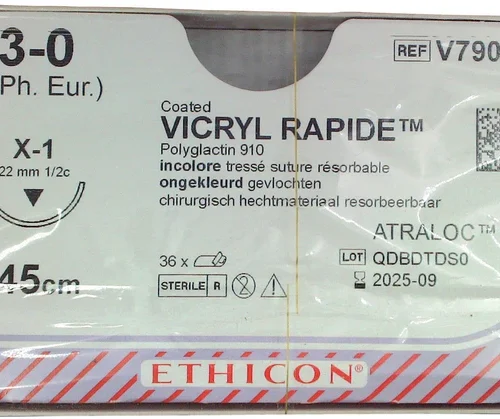 3-0
Ph. Eur.)
REF V790
Coated
VICRYL RAPIDE™
Polyglactin 910
incolore tressé suture résorbable
ongekleurd gevlochten
chirurgisch hechtmateriaal resorbeerbaar
X-1
22 mm 1/2c
ATRALOC™
LOT QDBDTDS0
2025-09
36 x
STERILE R
45cm
ETHICON®